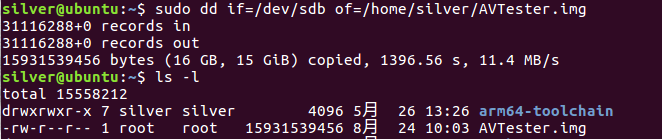 silver@ubuntu:~$ sudo dd if=/dev/sdb of=/home/silver/AVTester.img
31116288+0 records in
31116288+0 records out
15931539456 bytes (16 GB, 15 GiB) copied, 1396.56 s, 11.4 MB/s
silver@ubuntu:~$ ls -l
total 15558212
drwxrwxr-x 7 silver silver        4096 5月  26 13:26 arm64-toolchain
-rw-r--r-- 1 root   root   15931539456 8月  24 10:03 AVTester.img